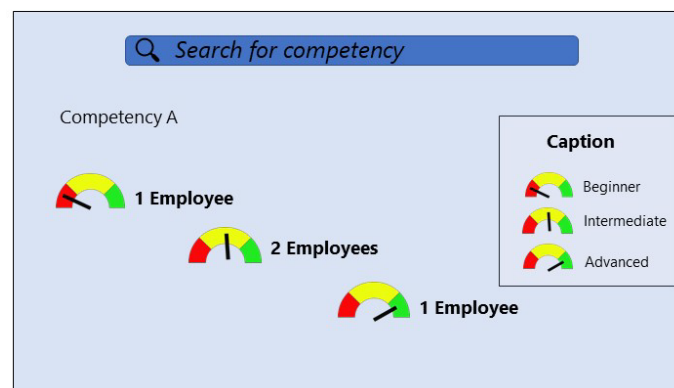 Search for competency
Competency A
1 Employee
2 Employees
1 Employee
Caption
Beginner
Intermediate
Advanced